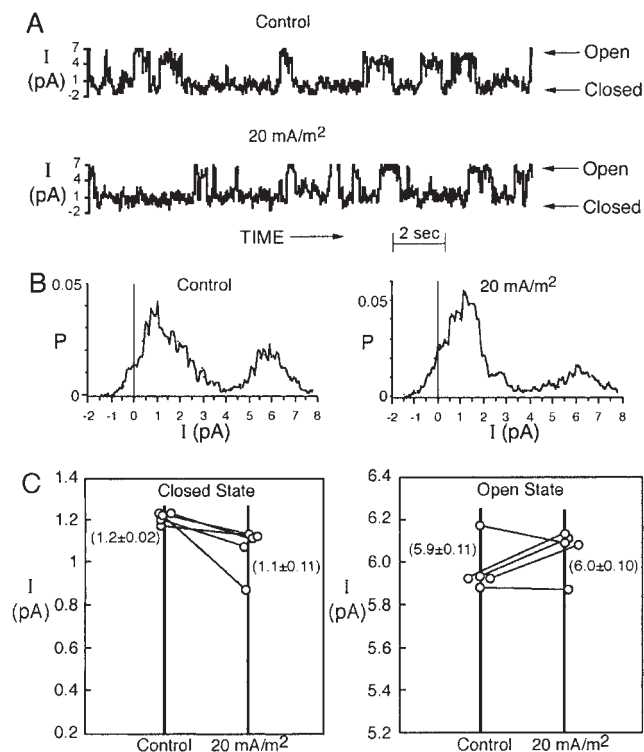 A
Control
I
(pA)
7
4
1
-2
Open
Closed
20 mA/m²
I
(pA)
7
4
1
-2
Open
Closed
TIME
2 sec
B
0.05
P
0
Control
-2 -1 0 1 2 3 4 5 6 7 8
I (pA)
0.05
P
0
20 mA/m²
-2 -1 0 1 2 3 4 5 6 7 8
I (pA)
C
1.4
1.2
1
0.8
0.6
0.4
0.2
I
(pA)
Closed State
(1.2±0.02)
(1.1±0.11)
Control 20 mA/m²
6.4
6.2
6.0
5.8
5.6
5.4
5.2
I
(pA)
Open State
(5.9±0.11)
(6.0±0.10)
Control 20 mA/m²